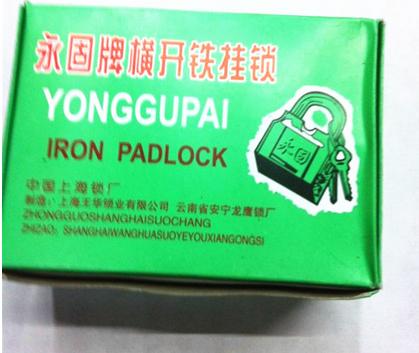 永固牌横开铁挂锁
YONGGUPAI
IRON PADLOCK
永固
中国上海锁厂
制造：上海王华锁业有限公司 云南省安宁龙鹰锁厂
ZHONGGUOSHANGHAISUOCHANG
ZHIZAO: SHANGHAIWANGHUASUOYEYOUXIANGONGSI